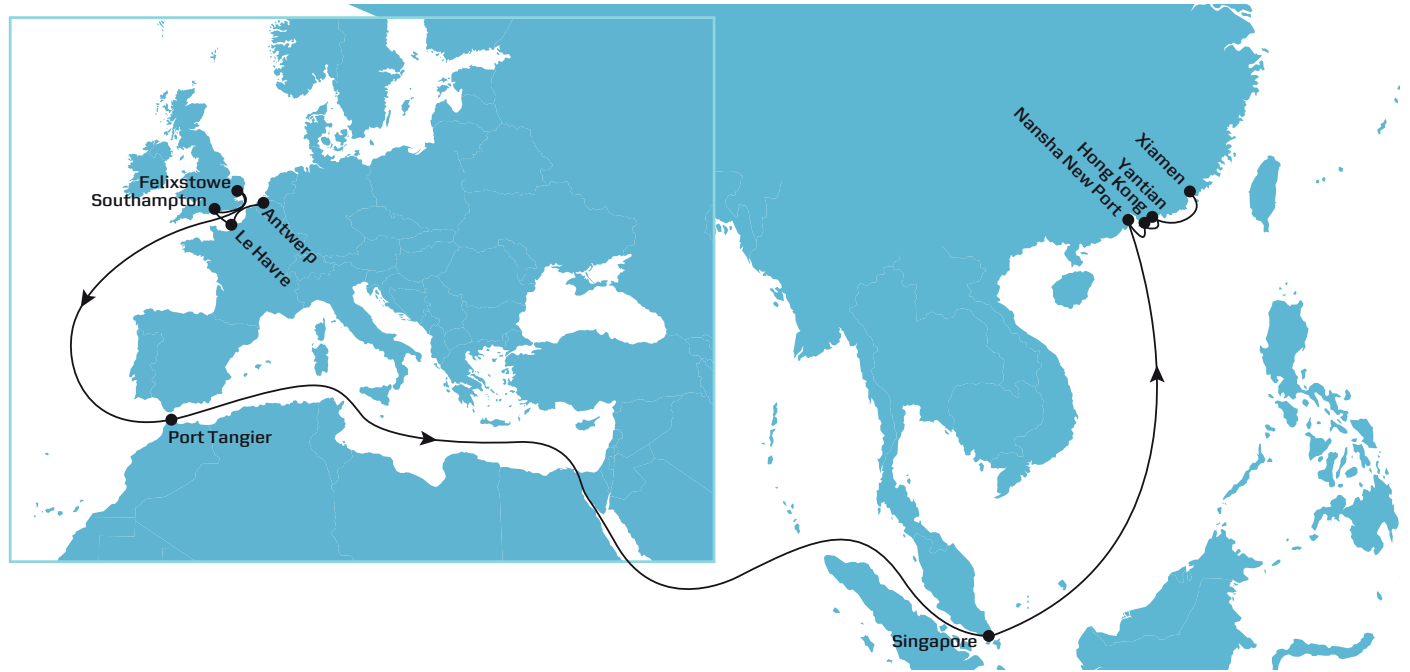 Felixstowe
Southampton
Antwerp
Le Havre
Port Tangier
Singapore
Nansha New Port
Hong Kong
Yantian
Xiamen